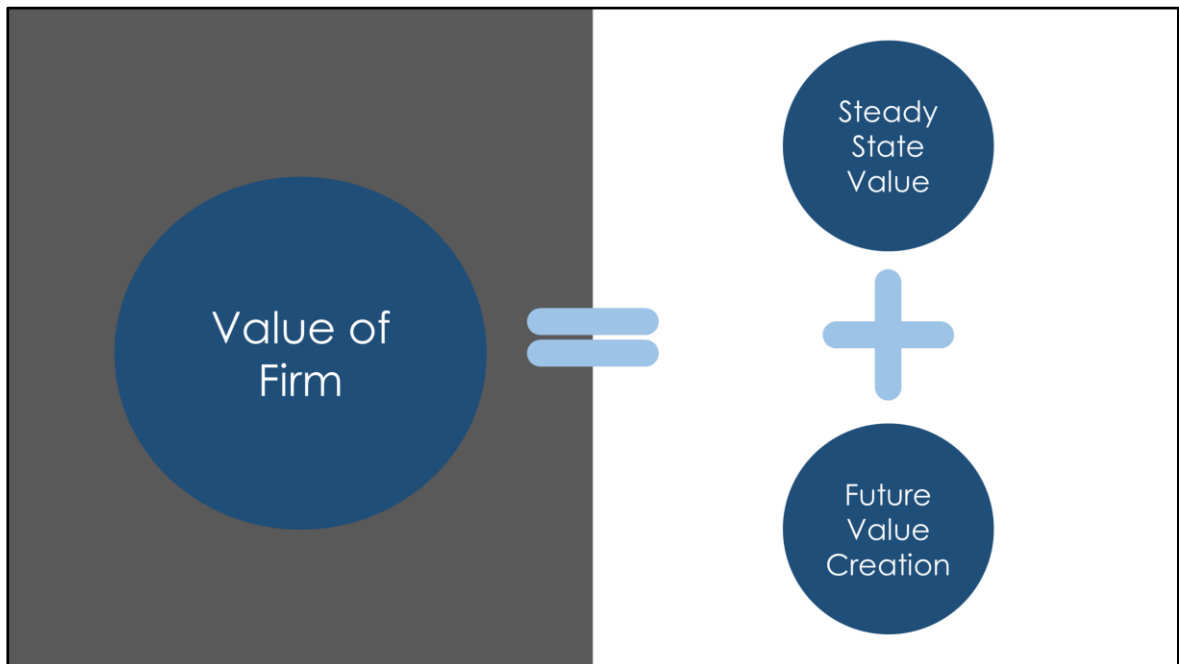 Value of
Firm
Steady
State
Value
Future
Value
Creation